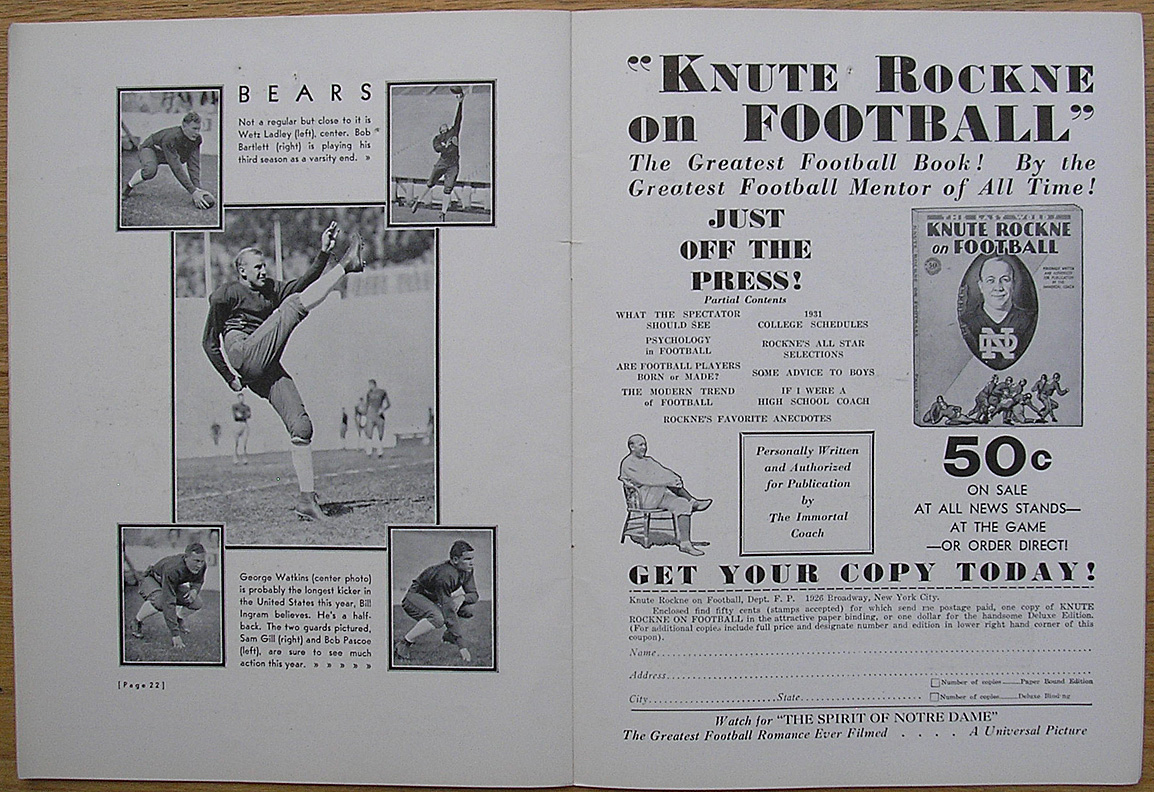 BEARS
Not a regular but close to it is
Wetz Ladley (left), center. Bob
Bartlett (right) is playing his
third season as a varsity end. »
George Watkins (center photo)
is probably the longest kicker in
the United States this year, Bill
Ingram believes. He's a half-
back. The two guards pictured,
Sam Gill (right) and Bob Pascoe
(left), are sure to see much
action this year. » » » » »
[Page 22]
"KNUTE ROCKNE
on FOOTBALL"
The Greatest Football Book! By the
Greatest Football Mentor of All Time!
JUST
OFF THE
PRESS!
Partial Contents
WHAT THE SPECTATOR
SHOULD SEE
PSYCHOLOGY
in FOOTBALL
ARE FOOTBALL PLAYERS
BORN or MADE?
THE MODERN TREND
of FOOTBALL
1931
COLLEGE SCHEDULES
ROCKNE'S ALL STAR
SELECTIONS
SOME ADVICE TO BOYS
IF I WERE A
HIGH SCHOOL COACH
ROCKNE'S FAVORITE ANECDOTES
THE LAST WORD!
KNUTE ROCKNE
on FOOTBALL
50
PERSONALLY WRITTEN
AND AUTHORIZED
FOR PUBLICATION
BY THE
IMMORTAL COACH
ND
Personally Written
and Authorized
for Publication
by
The Immortal
Coach
50c
ON SALE
AT ALL NEWS STANDS—
AT THE GAME
—OR ORDER DIRECT!
GET YOUR COPY TODAY!
Knute Rockne on Football, Dept. F. P. 1926 Broadway, New York City.
Enclosed find fifty cents (stamps accepted) for which send me postage paid, one copy of KNUTE
ROCKNE ON FOOTBALL in the attractive paper binding, or one dollar for the handsome Deluxe Edition.
(For additional copies include full price and designate number and edition in lower right hand corner of this
coupon).
Name
Address
Number of copies Paper Bound Edition
City State
Number of copies Deluxe Binding
Watch for "THE SPIRIT OF NOTRE DAME"
The Greatest Football Romance Ever Filmed . . . . A Universal Picture